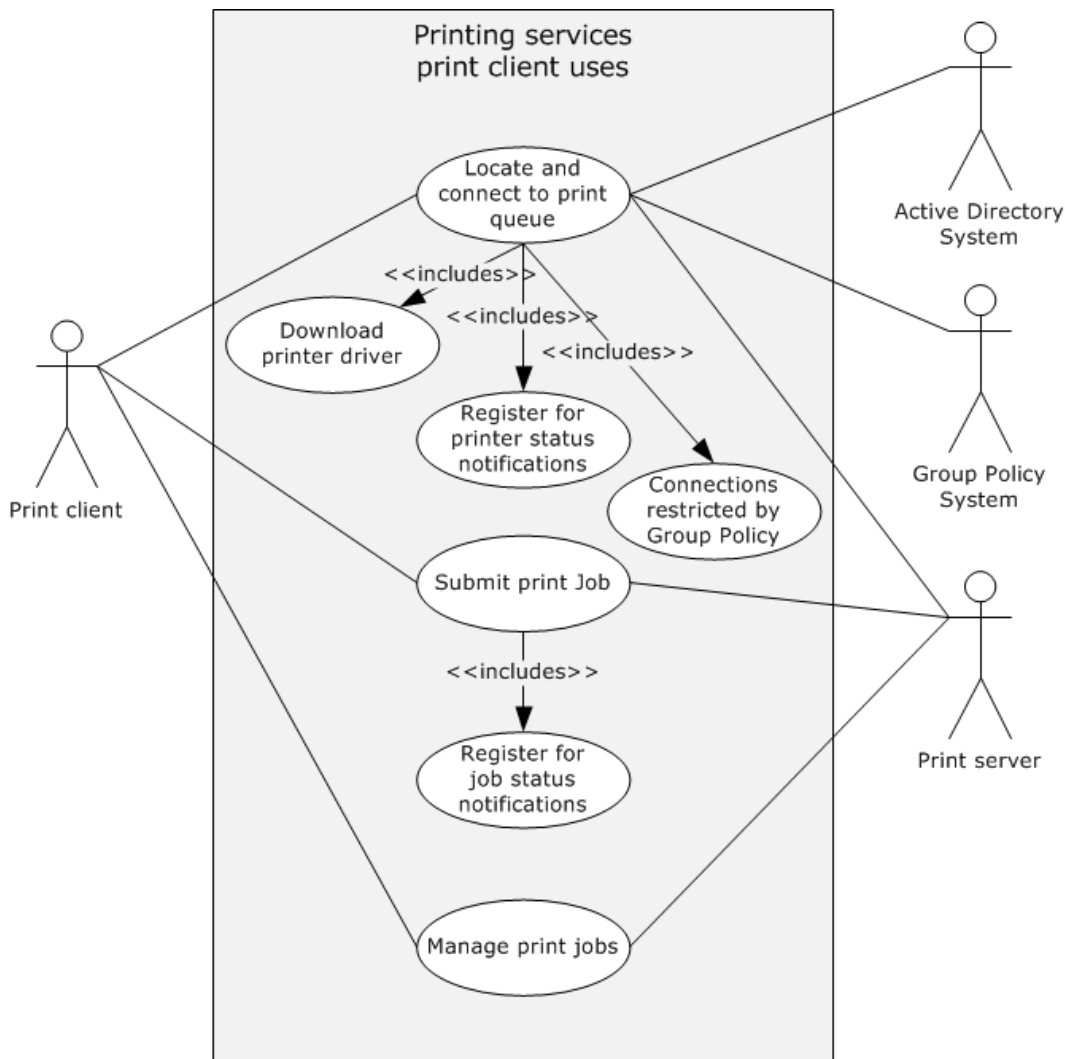 Printing services
print client uses
Locate and
connect to print
queue
Active Directory
System
<<includes>>
<<includes>>
Download
printer driver
<<includes>>
Register for
printer status
notifications
Group Policy
System
Connections
restricted by
Group Policy
Print client
Submit print Job
<<includes>>
Print server
Register for
job status
notifications
Manage print jobs